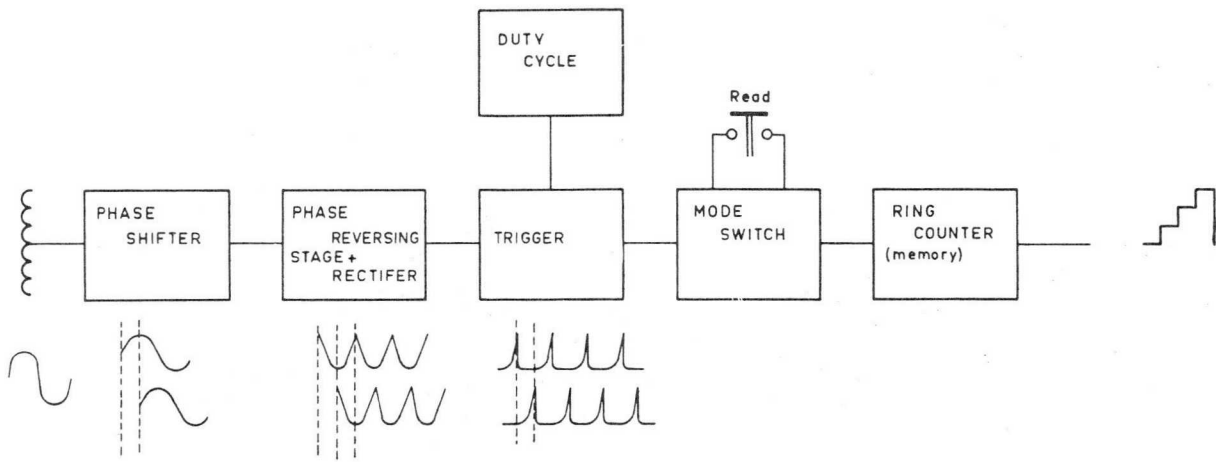 DUTY
CYCLE
Read
PHASE
SHIFTER
PHASE
REVERSING
STAGE +
RECTIFER
TRIGGER
MODE
SWITCH
RING
COUNTER
(memory)